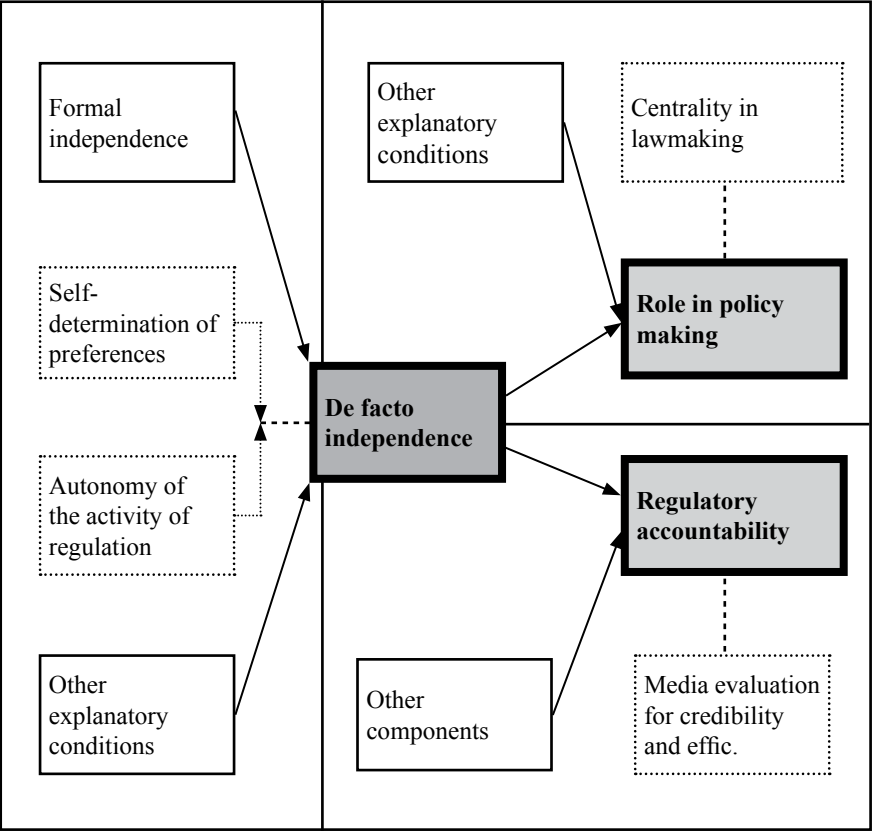 Formal
independence
Self-
determination of
preferences
Autonomy of
the activity of
regulation
Other
explanatory
conditions
De facto
independence
Other
explanatory
conditions
Centrality in
lawmaking
Role in policy
making
Regulatory
accountability
Other
components
Media evaluation
for credibility
and effic.